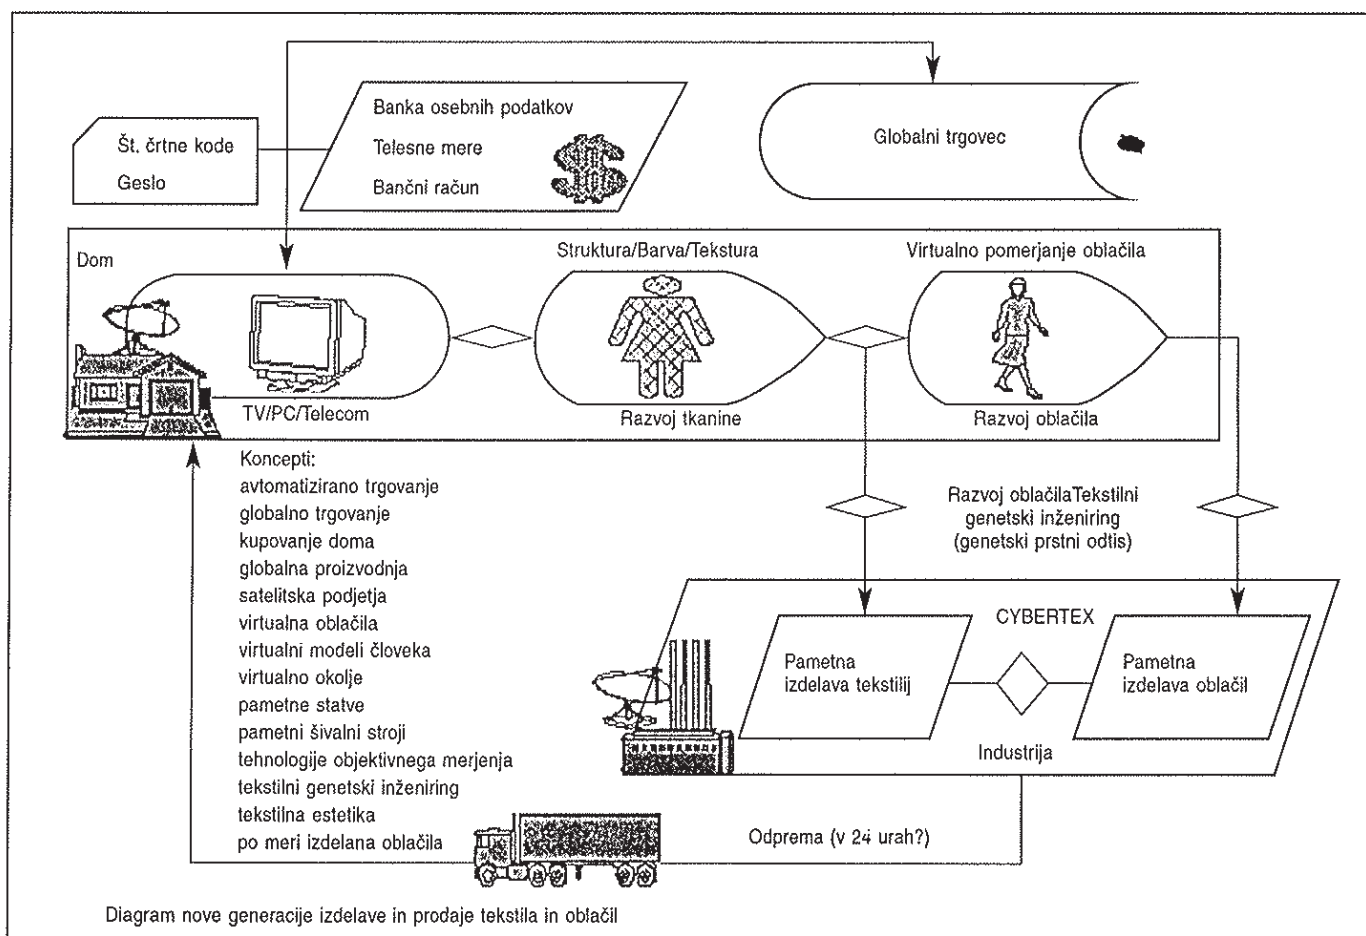 Št. črtne kode
Geslo
Banka osebnih podatkov
Telesne mere
Bančni račun
Globalni trgovec
Dom
TV/PC/Telecom
Struktura/Barva/Tekstura
Razvoj tkanine
Virtualno pomerjanje oblačila
Razvoj oblačila
Koncepti:
avtomatizirano trgovanje
globalno trgovanje
kupovanje doma
globalna proizvodnja
satelitska podjetja
virtualna oblačila
virtualni modeli človeka
virtualno okolje
pametne statve
pametni šivalni stroji
tehnologije objektivnega merjenja
tekstilni genetski inženiring
tekstilna estetika
po meri izdelana oblačila
Razvoj oblačilaTekstilni
genetski inženiring
(genetski prstni odtis)
CYBERTEX
Pametna
izdelava tekstilij
Pametna
izdelava oblačil
Industrija
Odprema (v 24 urah?)
Diagram nove generacije izdelave in prodaje tekstila in oblačil